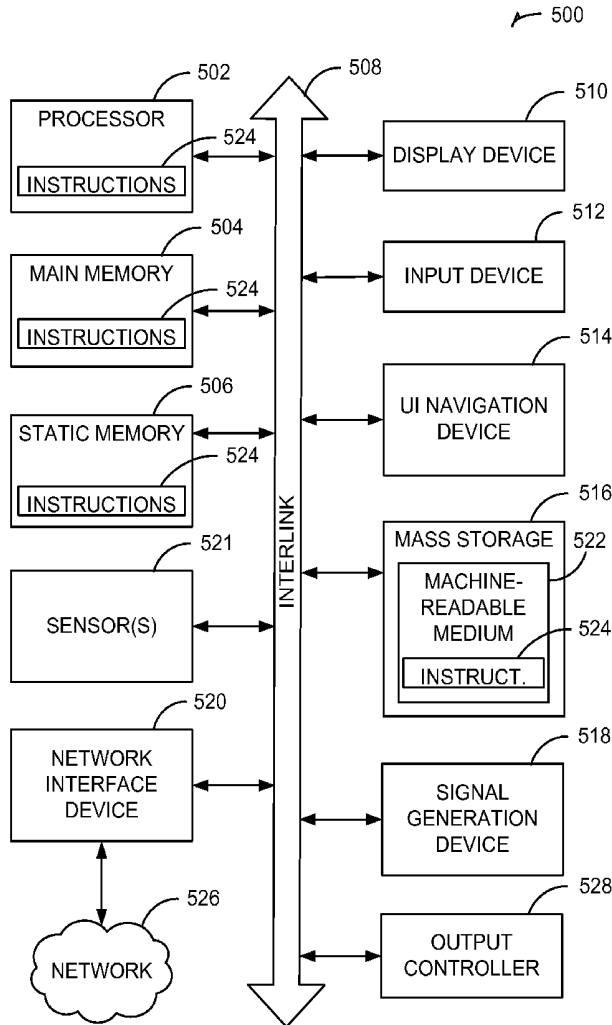 500
502
PROCESSOR
524
INSTRUCTIONS
504
MAIN MEMORY
524
INSTRUCTIONS
506
STATIC MEMORY
524
INSTRUCTIONS
521
SENSOR(S)
520
NETWORK
INTERFACE
DEVICE
526
NETWORK
508
INTERLINK
510
DISPLAY DEVICE
512
INPUT DEVICE
514
UI NAVIGATION
DEVICE
516
MASS STORAGE
522
MACHINE-
READABLE
MEDIUM
524
INSTRUCT.
518
SIGNAL
GENERATION
DEVICE
528
OUTPUT
CONTROLLER